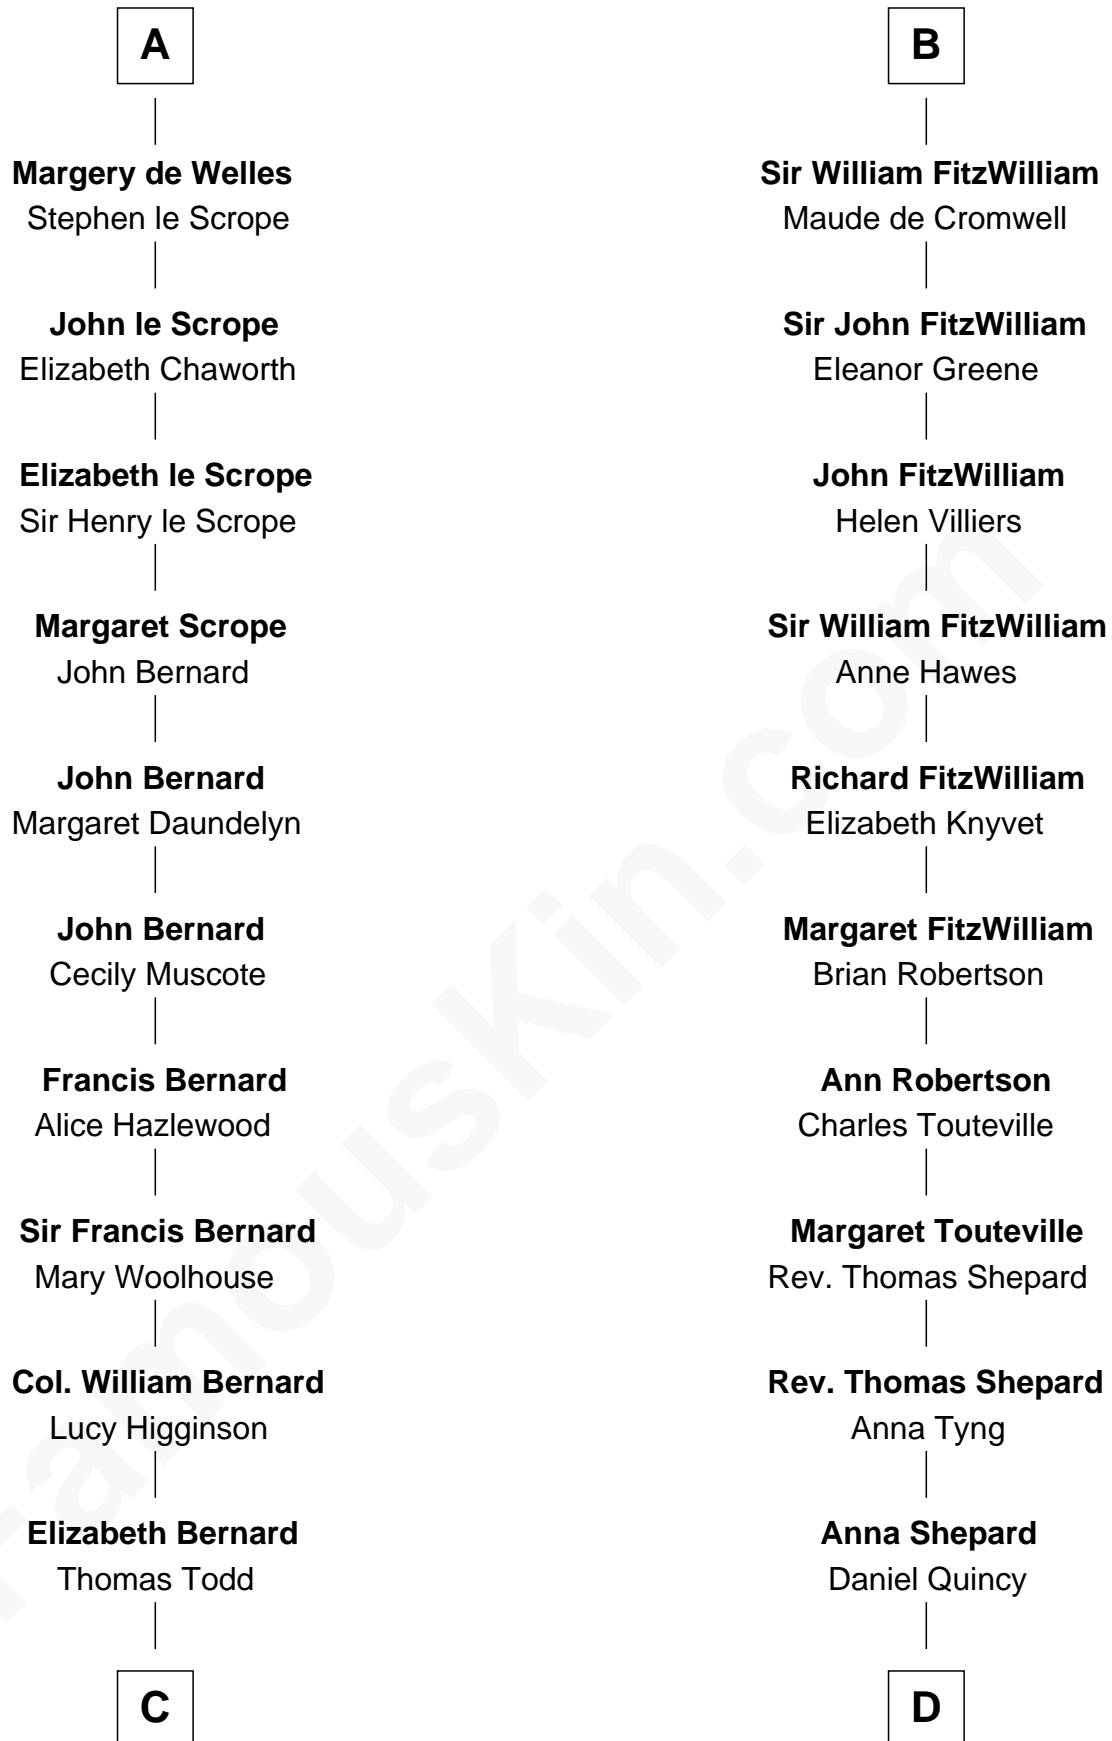 A
Margery de Welles
Stephen le Scrope
John le Scrope
Elizabeth Chaworth
Elizabeth le Scrope
Sir Henry le Scrope
Margaret Scrope
John Bernard
John Bernard
Margaret Daundelyn
John Bernard
Cecily Muscote
Francis Bernard
Alice Hazlewood
Sir Francis Bernard
Mary Woolhouse
Col. William Bernard
Lucy Higginson
Elizabeth Bernard
Thomas Todd
C
B
Sir William FitzWilliam
Maude de Cromwell
Sir John FitzWilliam
Eleanor Greene
John FitzWilliam
Helen Villiers
Sir William FitzWilliam
Anne Hawes
Richard FitzWilliam
Elizabeth Knyvet
Margaret FitzWilliam
Brian Robertson
Ann Robertson
Charles Touteville
Margaret Touteville
Rev. Thomas Shepard
Rev. Thomas Shepard
Anna Tyng
Anna Shepard
Daniel Quincy
D
FamousKin.com